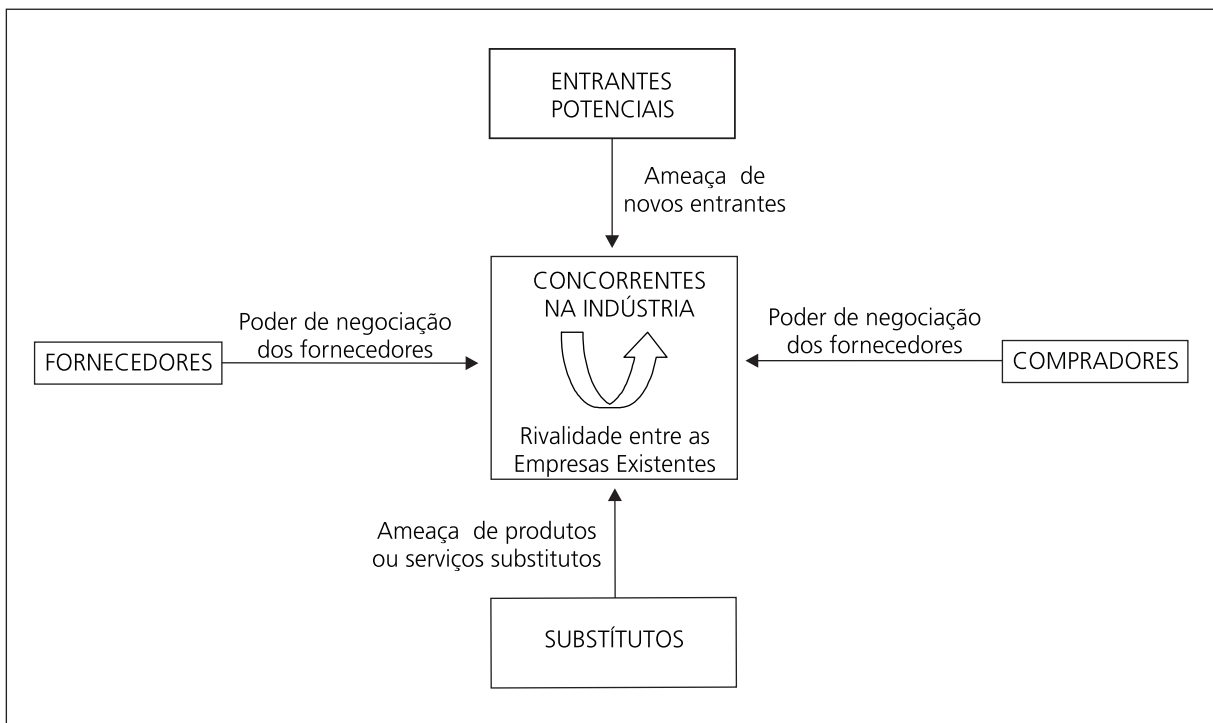 ENTRANTES
POTENCIAIS
Ameaça de
novos entrantes
CONCORRENTES
NA INDÚSTRIA
Poder de negociação
dos fornecedores
Poder de negociação
dos fornecedores
FORNECEDORES
COMPRADORES
Rivalidade entre as
Empresas Existentes
Ameaça de produtos
ou serviços substitutos
SUBSTÍTUTOS